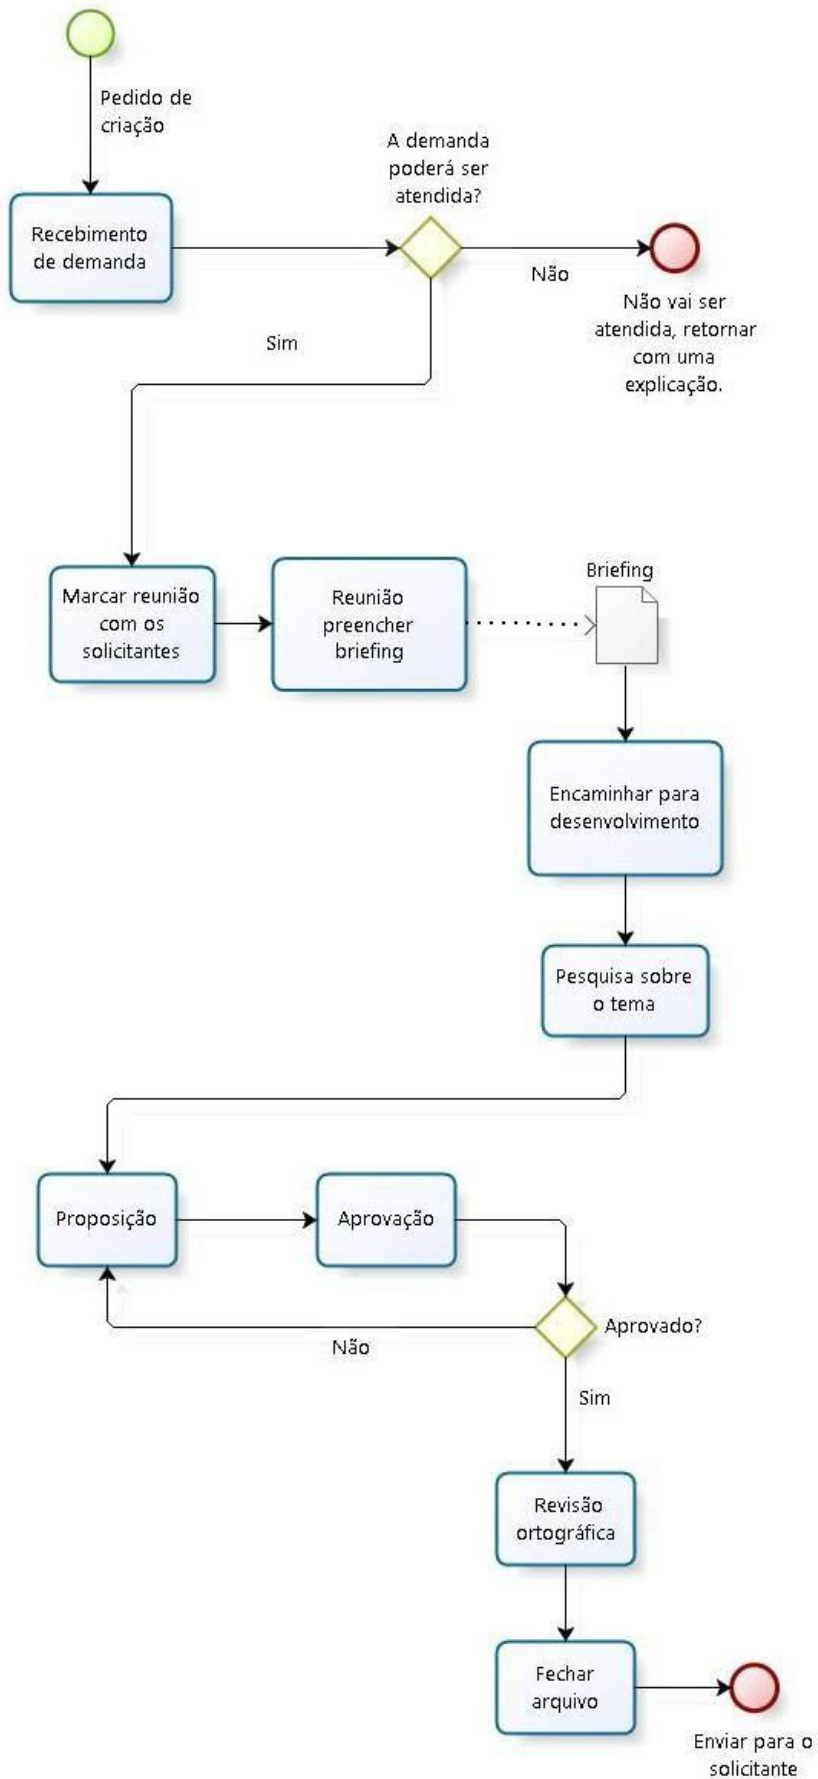 Pedido de
criação
A demanda
poderá ser
atendida?
Recebimento
de demanda
Não
Não vai ser
atendida, retornar
com uma
explicação.
Sim
Marcar reunião
com os
solicitantes
Reunião
preencher
briefing
Briefing
Encaminhar para
desenvolvimento
Pesquisa sobre
o tema
Proposição
Aprovação
Aprovado?
Não
Sim
Revisão
ortográfica
Fechar
arquivo
Enviar para o
solicitante